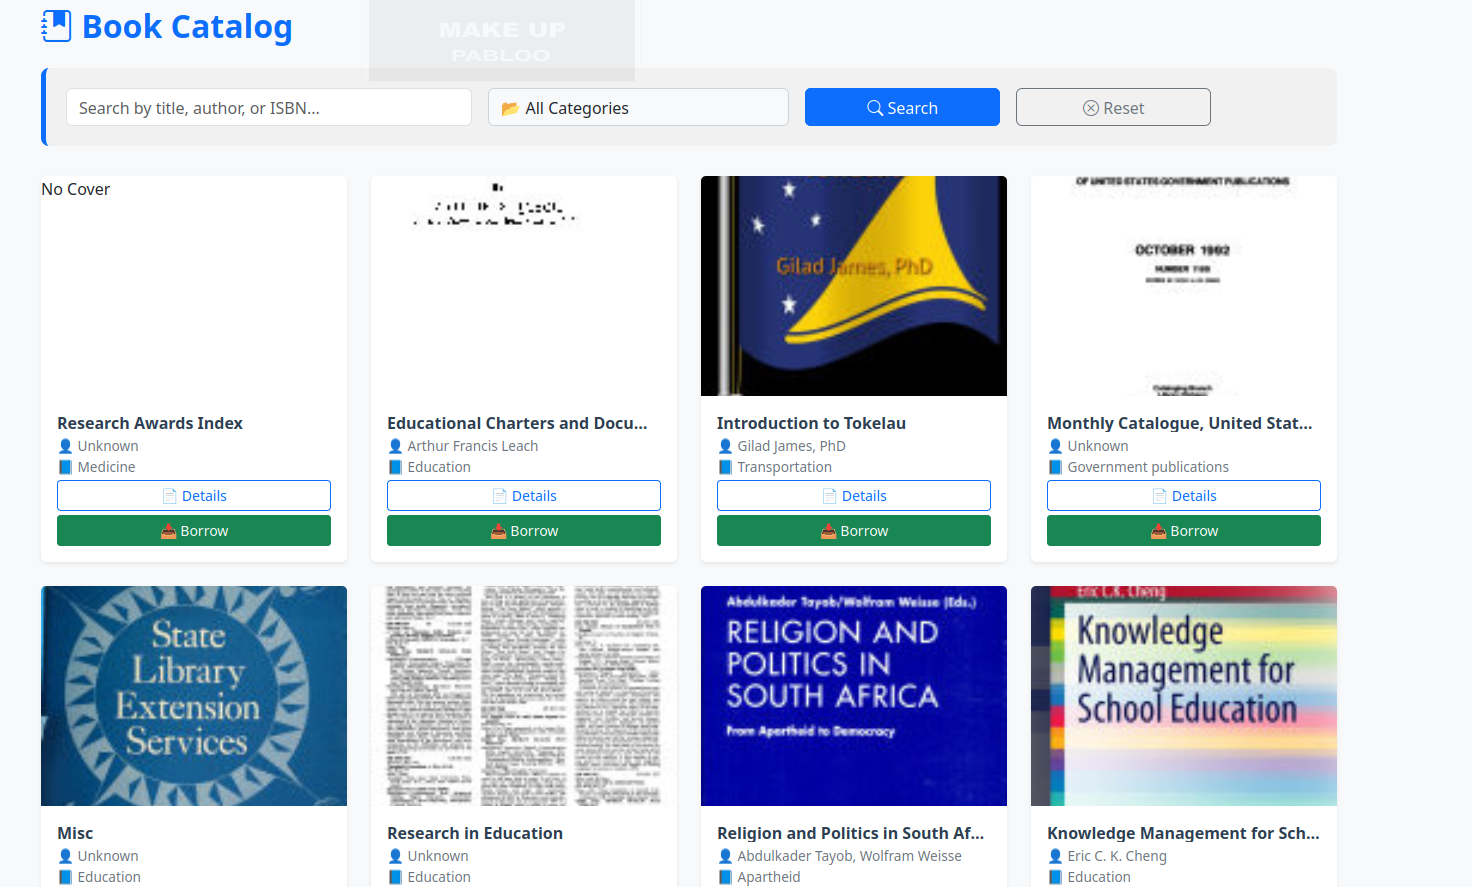 Book Catalog
MAKE UP
PABLOO
Search by title, author, or ISBN...
All Categories
Search
Reset
No Cover
Research Awards Index
Unknown
Medicine
Details
Borrow
Educational Charters and Docu...
Arthur Francis Leach
Education
Details
Borrow
Gilad James, PhD
Introduction to Tokelau
Gilad James, PhD
Transportation
Details
Borrow
OF UNITED STATES GOVERNMENT PUBLICATIONS
OCTOBER 1992
Monthly Catalogue, United Stat...
Unknown
Government publications
Details
Borrow
State
Library
Extension
Services
Misc
Unknown
Education
Research in Education
Unknown
Education
Abdulkader Tayob/Wolfram Weisse (Eds.)
RELIGION AND
POLITICS IN
SOUTH AFRICA
From Apartheid to Democracy
Religion and Politics in South Af...
Abdulkader Tayob, Wolfram Weisse
Apartheid
Eric C.K. Cheng
Knowledge
Management for
School Education
Knowledge Management for Sch...
Eric C. K. Cheng
Education